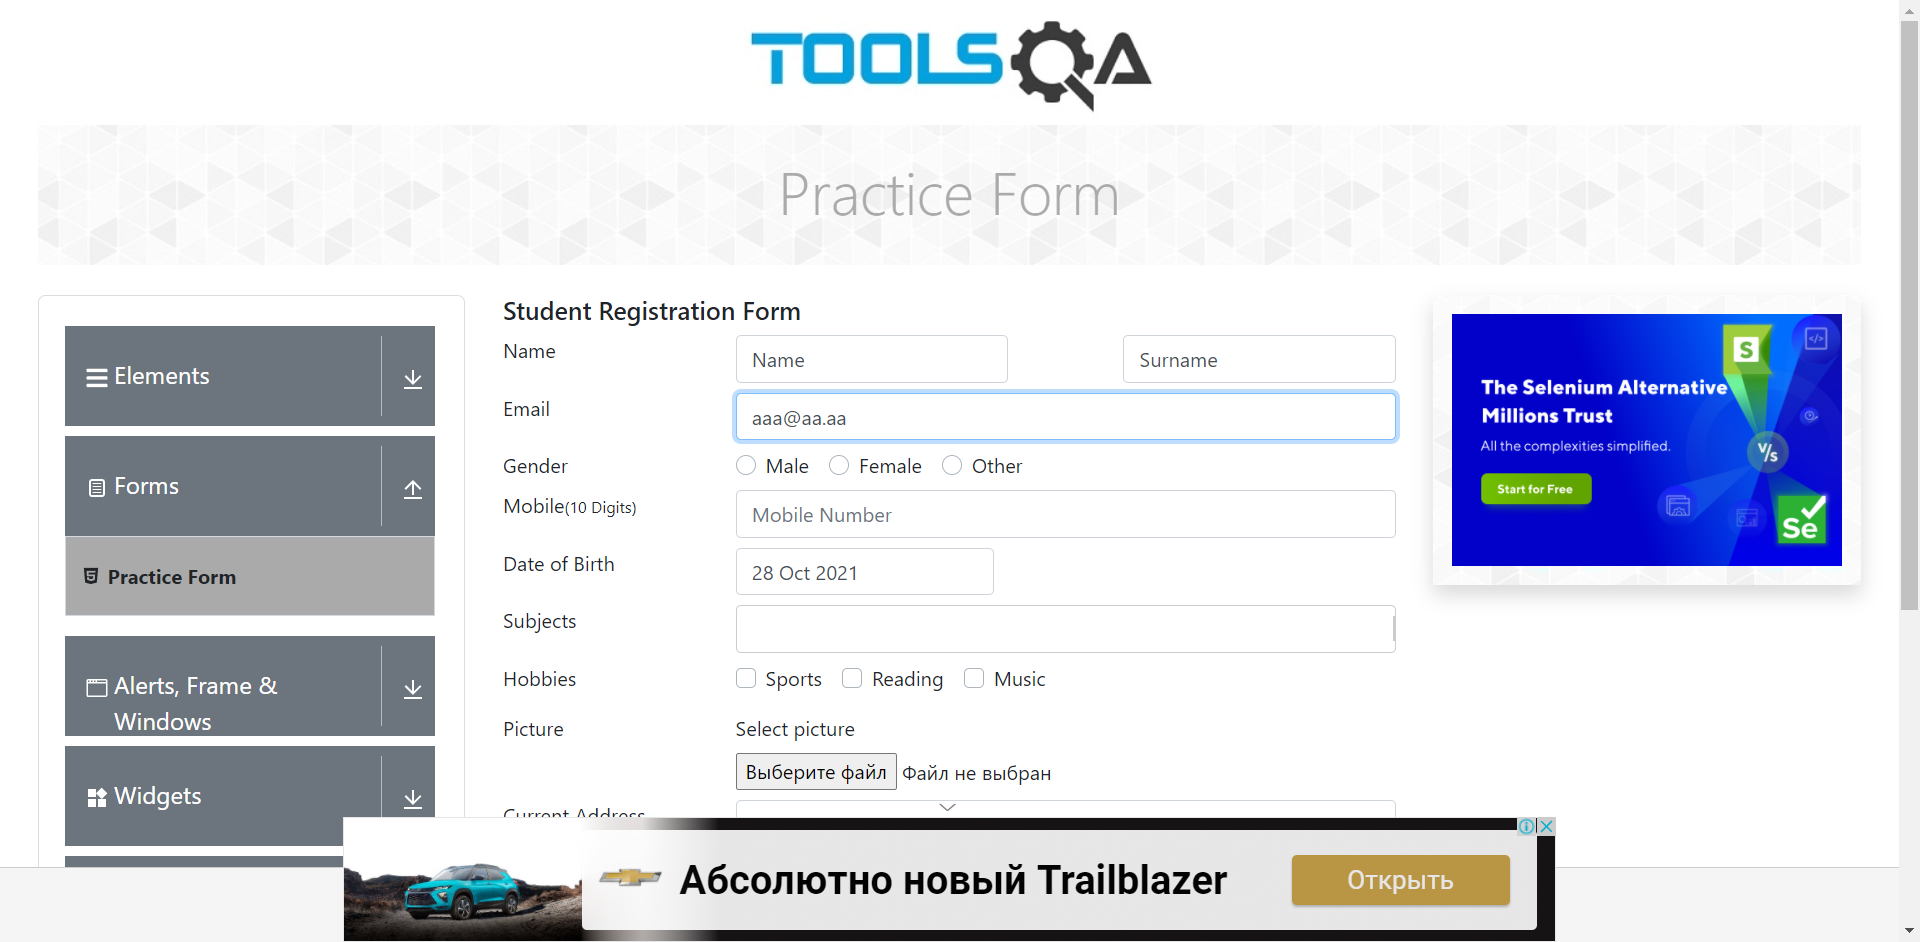 TOOLSQA
Practice Form
Elements
Forms
Practice Form
Alerts, Frame &
Windows
Widgets
Student Registration Form
Name Name Surname
Email aaa@aa.aa
Gender Male Female Other
Mobile(10 Digits) Mobile Number
Date of Birth 28 Oct 2021
Subjects
Hobbies Sports Reading Music
Picture Select picture
Выберите файл Файл не выбран
Current Address
The Selenium Alternative
Millions Trust
All the complexities simplified.
Start for Free
S
V/s
Se
Абсолютно новый Trailblazer
Открыть